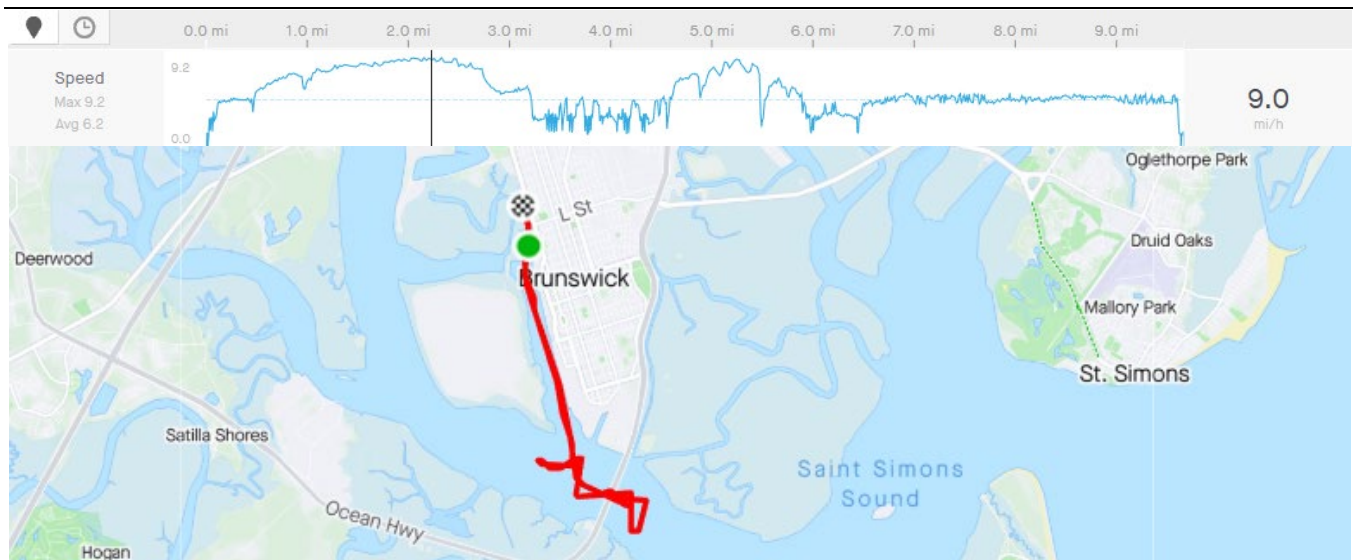 0.0 mi 1.0 mi 2.0 mi 3.0 mi 4.0 mi 5.0 mi 6.0 mi 7.0 mi 8.0 mi 9.0 mi
Speed
Max 9.2
Avg 6.2
9.2
0.0
9.0
mi/h
Oglethorpe Park
L St
Druid Oaks
Deerwood
Brunswick
Mallory Park
St. Simons
Satilla Shores
Saint Simons
Sound
Ocean Hwy
Hogan